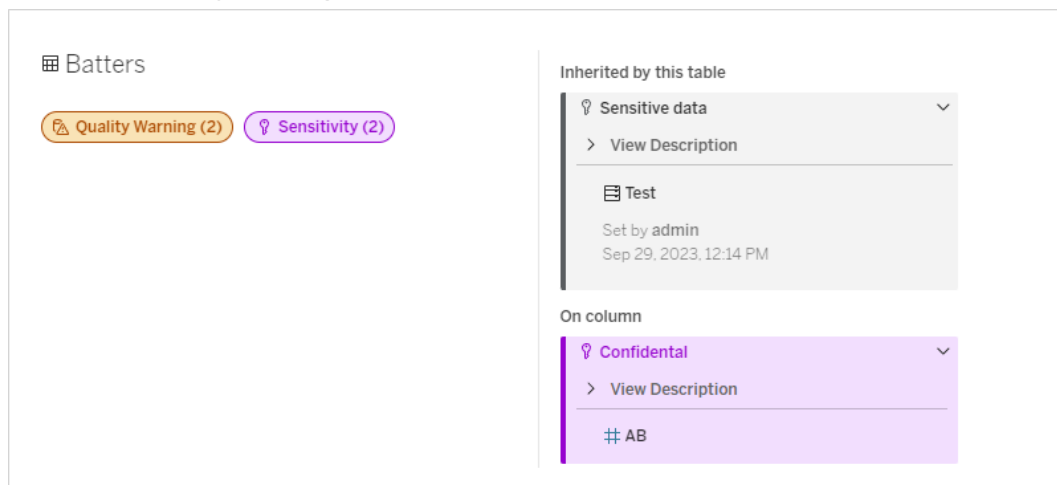 Batters
Quality Warning (2) Sensitivity (2)
Inherited by this table
Sensitive data
View Description
Test
Set by admin
Sep 29, 2023, 12:14 PM
On column
Confidental
View Description
AB